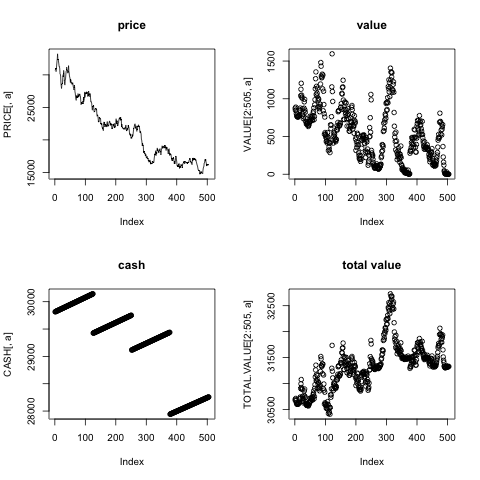 price
PRICE[, a]
15000 25000
0 100 200 300 400 500
Index
value
VALUE[2:505, a]
0 500 1000 1500
0 100 200 300 400 500
Index
cash
CASH[, a]
28000 29000 30000
0 100 200 300 400 500
Index
total value
TOTAL.VALUE[2:505, a]
30500 31500 32500
0 100 200 300 400 500
Index